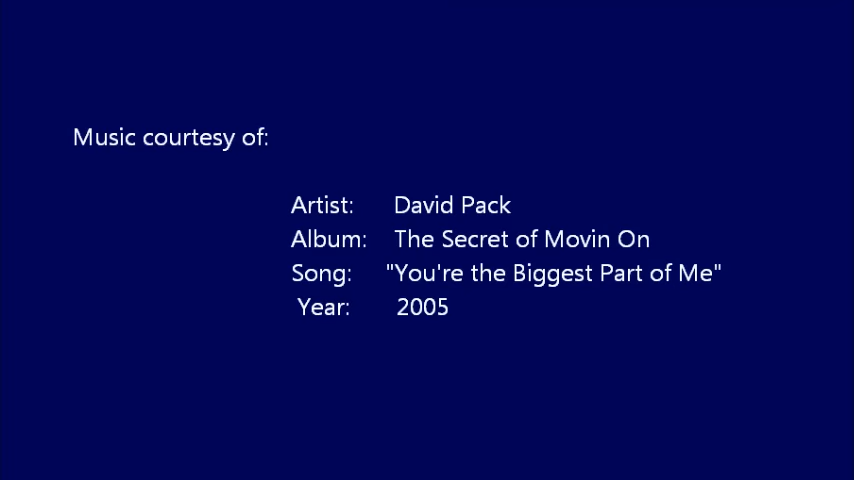 Music courtesy of:
Artist: David Pack
Album: The Secret of Movin On
Song: "You're the Biggest Part of Me"
Year: 2005